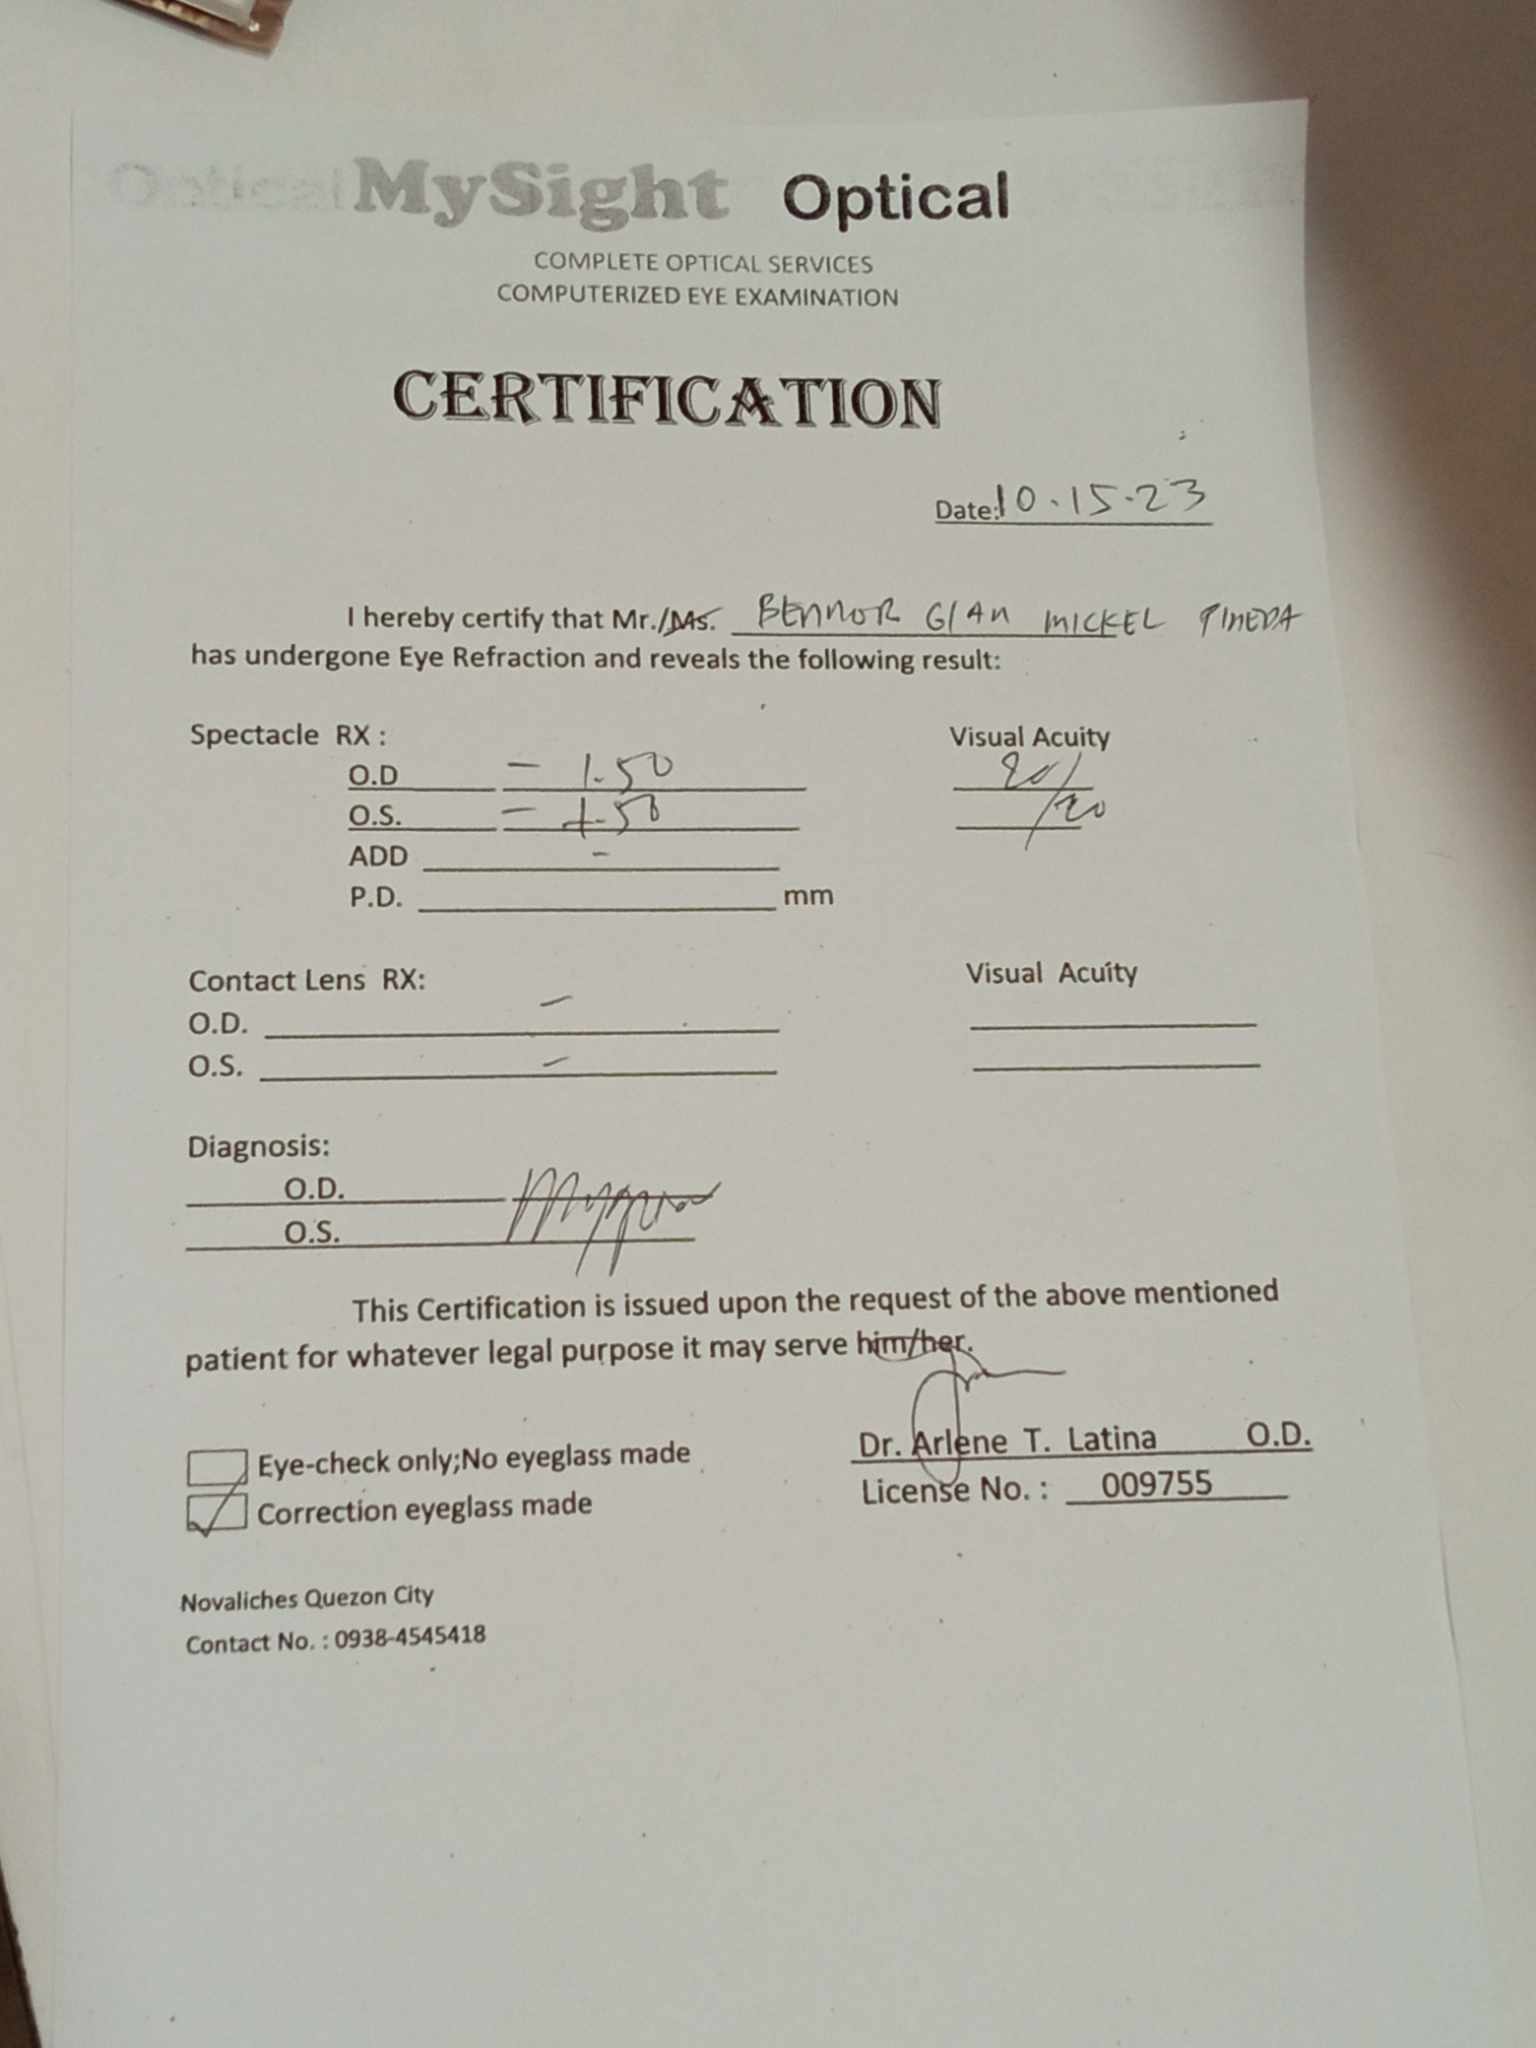 MySight Optical
COMPLETE OPTICAL SERVICES
COMPUTERIZED EYE EXAMINATION
CERTIFICATION
Date: 10.15.23
I hereby certify that Mr./Ms. BENNOR GIAN MICKEL PINEDA
has undergone Eye Refraction and reveals the following result:
Spectacle RX : Visual Acuity
O.D - 1.50 20/
O.S. - 1.50 /20
ADD -
P.D. mm
Contact Lens RX: Visual Acuity
O.D. -
O.S. -
Diagnosis:
O.D.
O.S.
This Certification is issued upon the request of the above mentioned
patient for whatever legal purpose it may serve him/her.
Eye-check only;No eyeglass made
Correction eyeglass made
Dr. Arlene T. Latina O.D.
License No. : 009755
Novaliches Quezon City
Contact No. : 0938-4545418